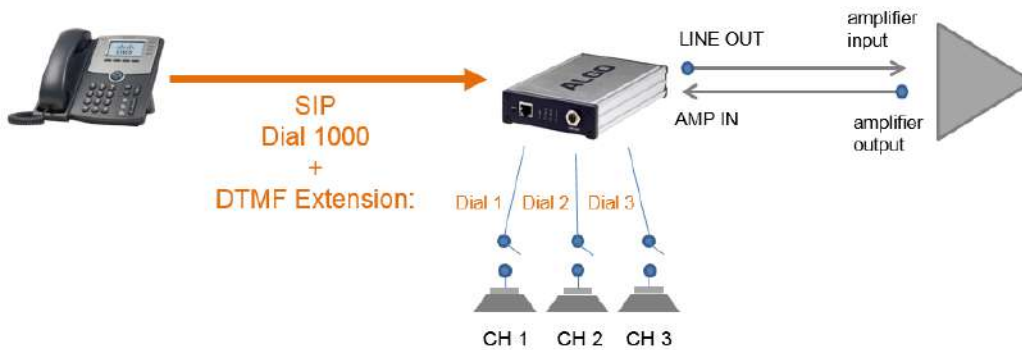 LINE OUT
amplifier
input
ALGO
AMP IN
amplifier
output
SIP
Dial 1000
+
DTMF Extension:
Dial 1
Dial 2
Dial 3
CH 1
CH 2
CH 3